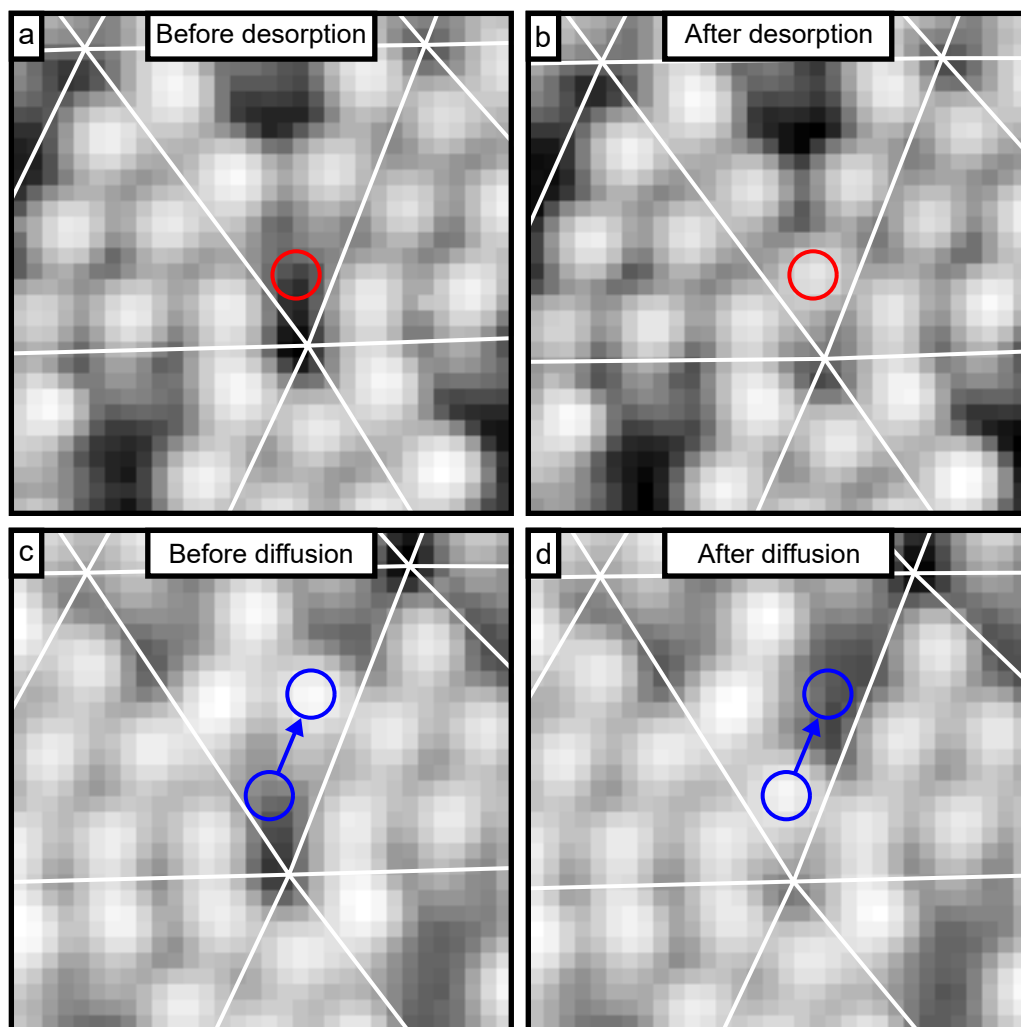 a
Before desorption
b
After desorption
c
Before diffusion
d
After diffusion